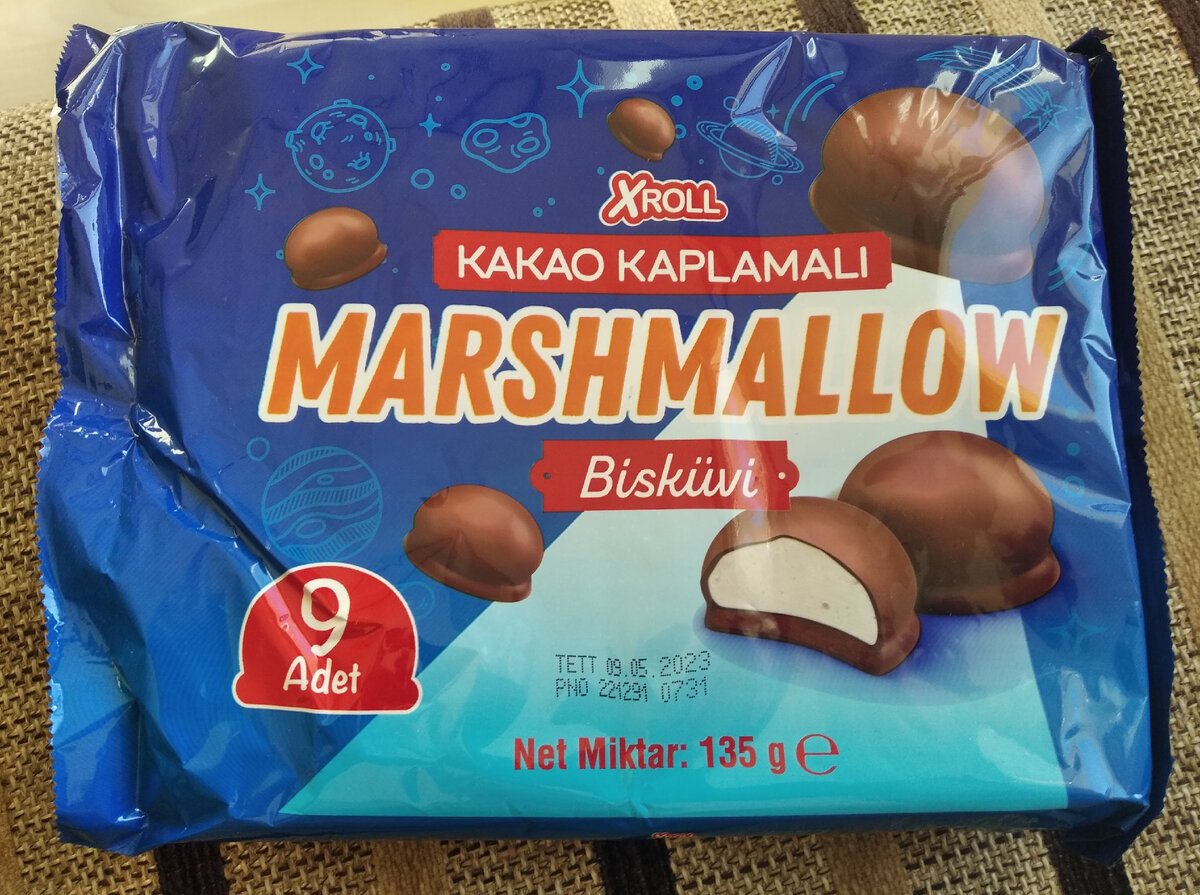 XROLL
KAKAO KAPLAMALI
MARSHMALLOW
Bisküvi
9
Adet
TETT 09.05.2023
PNO 221291 0731
Net Miktar: 135 g ℮